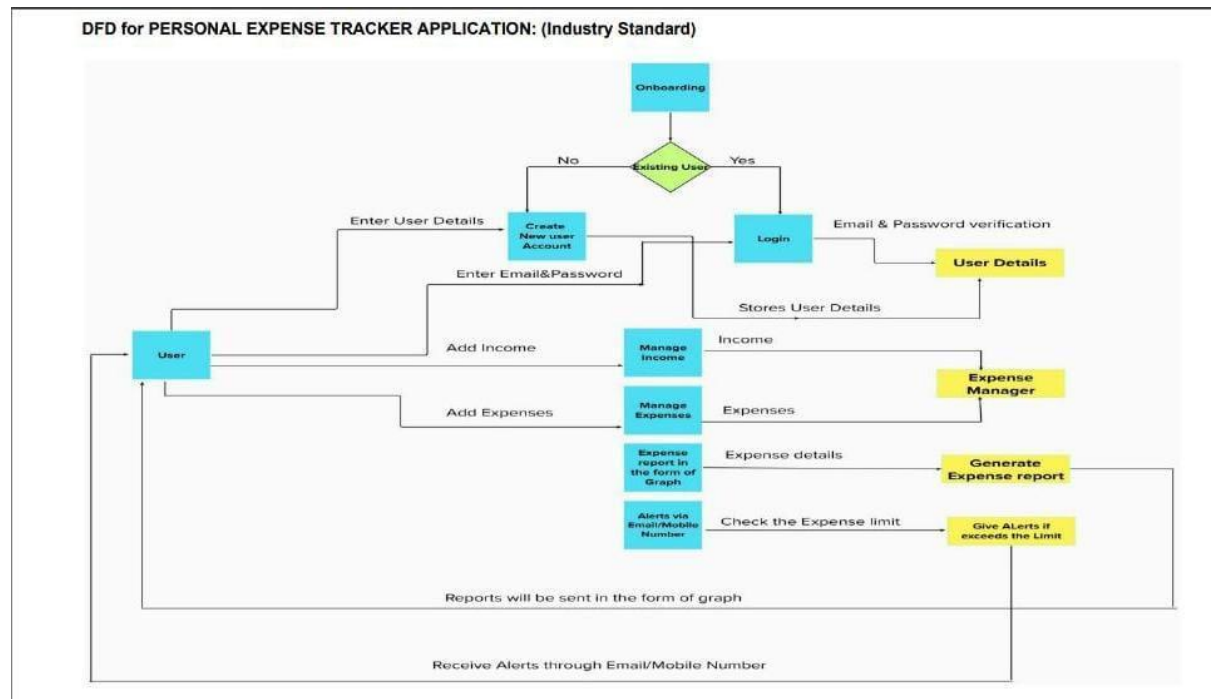 DFD for PERSONAL EXPENSE TRACKER APPLICATION: (Industry Standard)
Onboarding
No
Existing User
Yes
Enter User Details
Create
New user
Account
Login
Email & Password verification
User Details
Enter Email&Password
Stores User Details
User
Add Income
Manage
Income
Income
Expense
Manager
Add Expenses
Manage
Expenses
Expenses
Expense
report in
the form of
Graph
Expense details
Generate
Expense report
Alerts via
Email/Mobile
Number
Check the Expense limit
Give ALerts if
exceeds the Limit
Reports will be sent in the form of graph
Receive Alerts through Email/Mobile Number